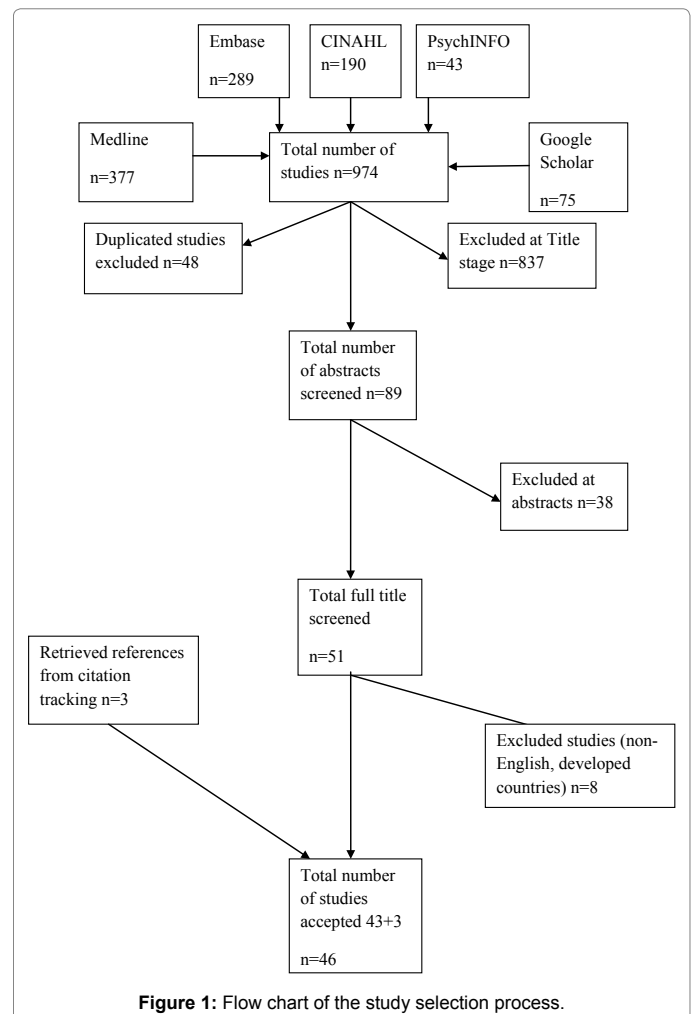 Embase
n=289
CINAHL
n=190
PsychINFO
n=43
Medline
n=377
Total number of
studies n=974
Google
Scholar
n=75
Duplicated studies
excluded n=48
Excluded at Title
stage n=837
Total number
of abstracts
screened n=89
Excluded at
abstracts n=38
Total full title
screened
n=51
Retrieved references
from citation
tracking n=3
Excluded studies (non-
English, developed
countries) n=8
Total number
of studies
accepted 43+3
n=46
Figure 1: Flow chart of the study selection process.